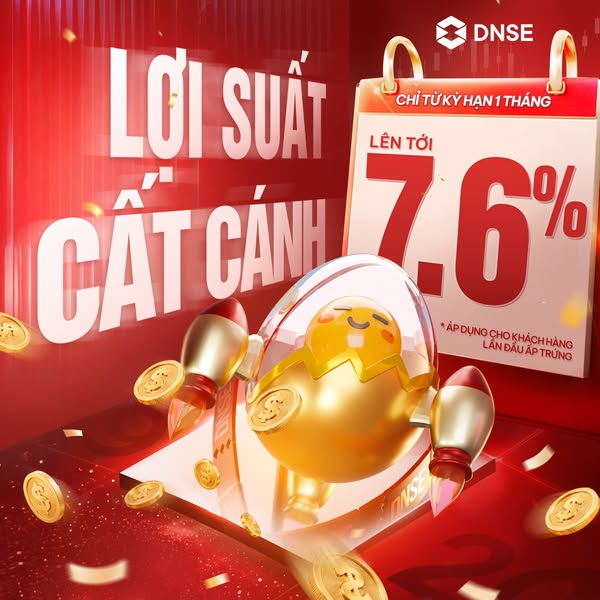 DNSE
LỢI SUẤT
CẤT CÁNH
CHỈ TỪ KỲ HẠN 1 THÁNG
LÊN TỚI
7.6%
* ÁP DỤNG CHO KHÁCH HÀNG
LẦN ĐẦU ẤP TRỨNG
DNSE